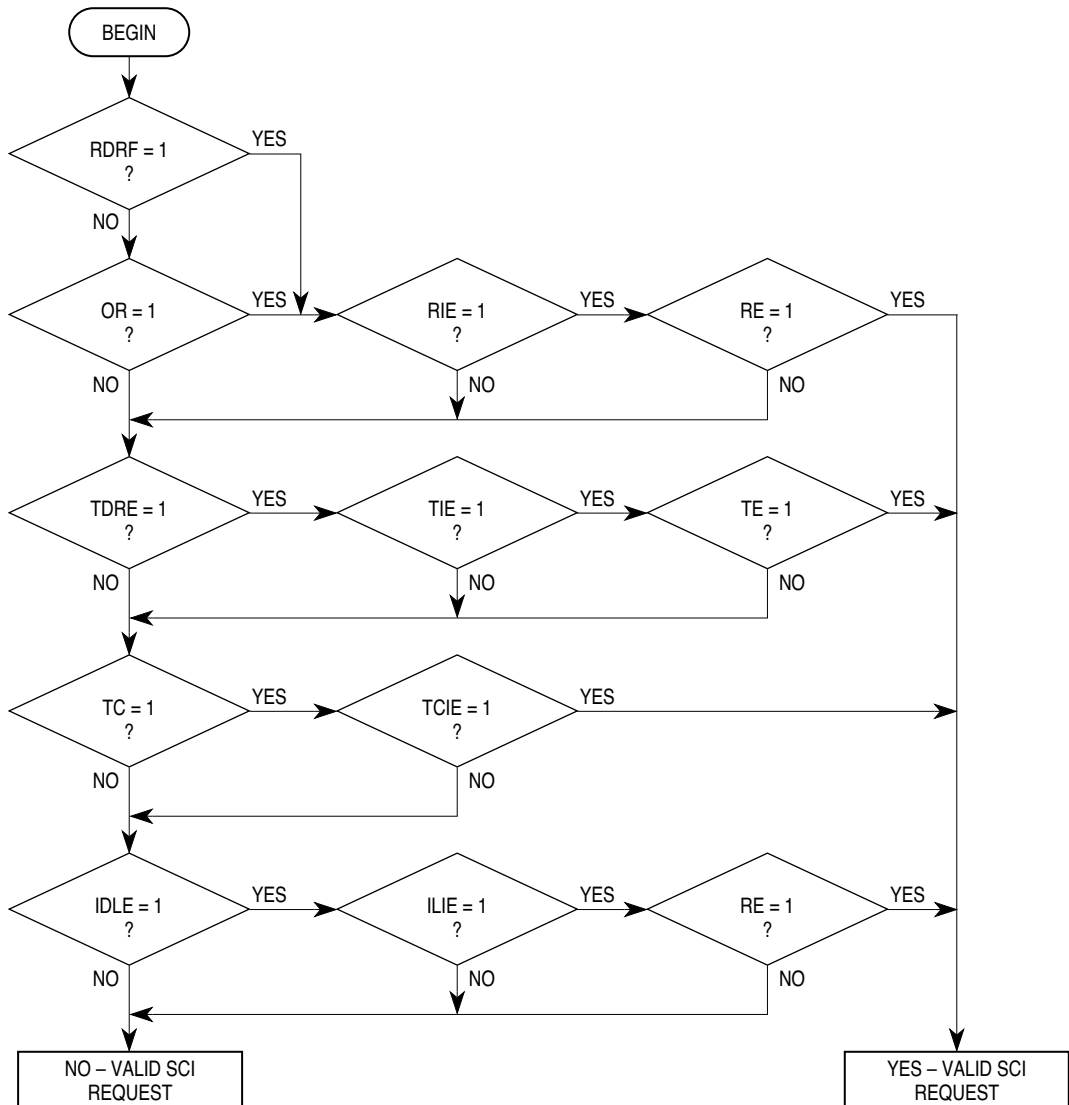 BEGIN
RDRF = 1
?
YES
NO
OR = 1
?
YES
NO
RIE = 1
?
YES
NO
RE = 1
?
YES
NO
TDRE = 1
?
YES
NO
TIE = 1
?
YES
NO
TE = 1
?
YES
NO
TC = 1
?
YES
NO
TCIE = 1
?
YES
NO
IDLE = 1
?
YES
NO
ILIE = 1
?
YES
NO
RE = 1
?
YES
NO
NO – VALID SCI
REQUEST
YES – VALID SCI
REQUEST